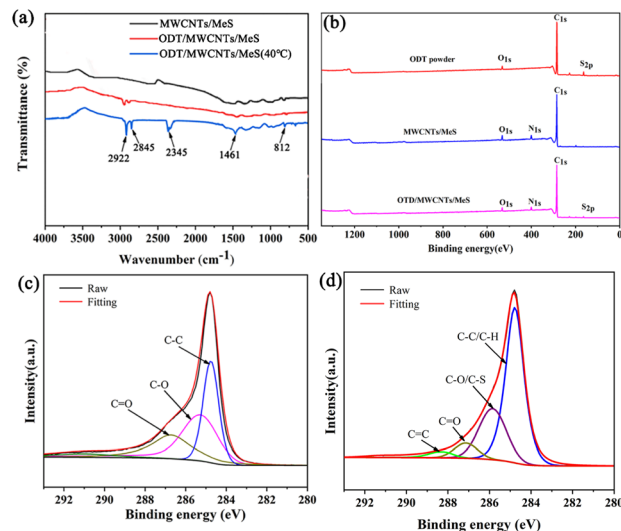 (a)
MWCNTs/MeS
ODT/MWCNTs/MeS
ODT/MWCNTs/MeS(40℃)
Transmittance (%)
2922
2845
2345
1461
812
4000 3500 3000 2500 2000 1500 1000 500
Wavenumber (cm-1)
(b)
C1s
O1s
S2p
ODT powder
C1s
O1s
N1s
MWCNTs/MeS
C1s
O1s
N1s
S2p
OTD/MWCNTs/MeS
1200 1000 800 600 400 200 0
Binding energy(eV)
(c)
Raw
Fitting
Intensity(a.u.)
C-C
C-O
C=O
292 290 288 286 284 282 280
Binding energy (eV)
(d)
Raw
Fitting
Intensity(a.u.)
C-C/C-H
C-O/C-S
C=O
C=C
292 290 288 286 284 282 280
Binding energy (eV)